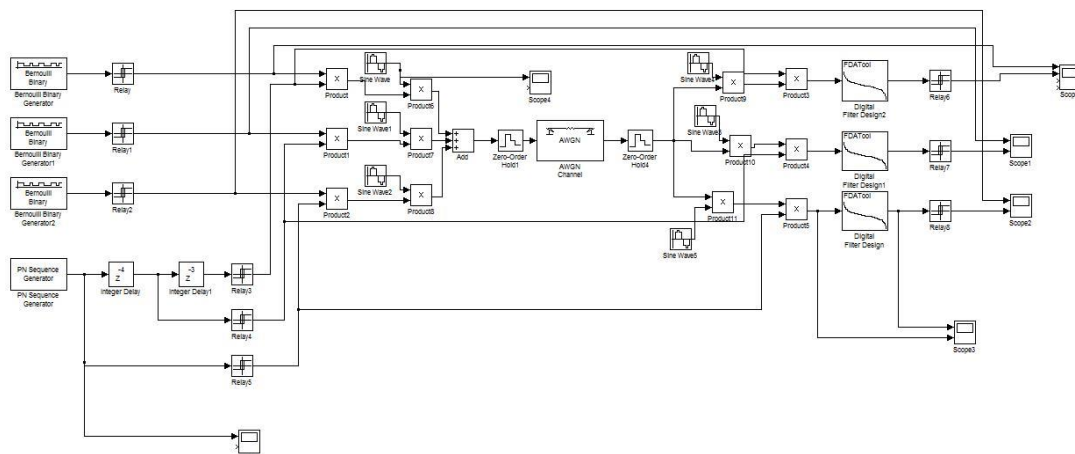 Bernoulli
Binary
Bernoulli Binary
Generator
Relay
Bernoulli
Binary
Bernoulli Binary
Generator1
Relay1
Bernoulli
Binary
Bernoulli Binary
Generator2
Relay2
PN Sequence
Generator
PN Sequence
Generator
-4
Z
Integer Delay
-3
Z
Integer Delay1
Relay3
Relay4
Relay5
X
Product
X
Product1
X
Product2
Sine Wave
X
Product6
Sine Wave1
X
Product7
Sine Wave2
X
Product8
Scope4
+
+
+
Add
Zero-Order
Hold1
AWGN
AWGN
Channel
Zero-Order
Hold4
Sine Wave4
X
Product9
Sine Wave3
X
Product10
X
Product11
Sine Wave5
X
Product3
X
Product4
X
Product5
FDATool
Digital
Filter Design2
FDATool
Digital
Filter Design1
FDATool
Digital
Filter Design
Relay6
Relay7
Relay8
Scope
Scope1
Scope2
Scope3